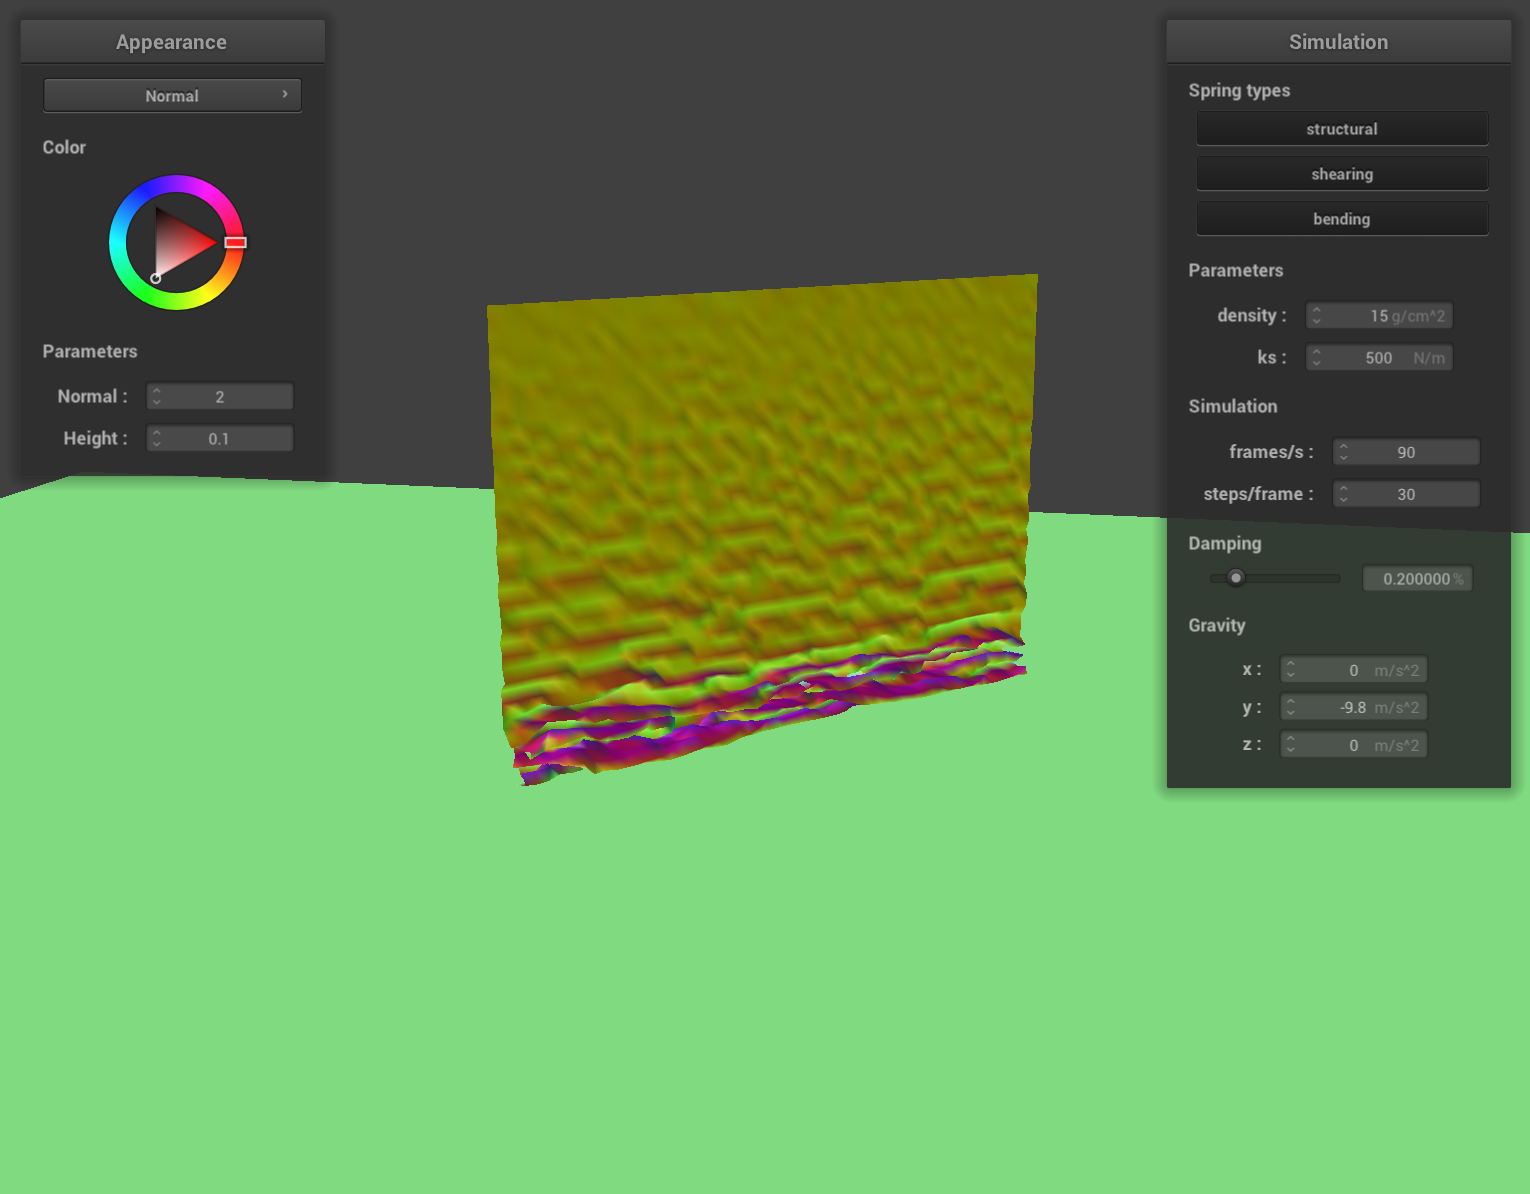 Appearance
Normal
Color
Parameters
Normal : 2
Height : 0.1
Simulation
Spring types
structural
shearing
bending
Parameters
density : 15 g/cm^2
ks : 500 N/m
Simulation
frames/s : 90
steps/frame : 30
Damping
0.200000 %
Gravity
x : 0 m/s^2
y : -9.8 m/s^2
z : 0 m/s^2